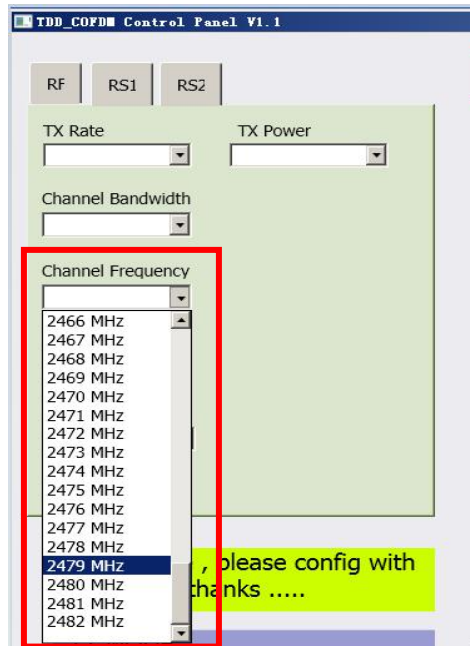 TDD_COFDM Control Panel V1.1
RF RS1 RS2
TX Rate TX Power
Channel Bandwidth
Channel Frequency
2466 MHz
2467 MHz
2468 MHz
2469 MHz
2470 MHz
2471 MHz
2472 MHz
2473 MHz
2474 MHz
2475 MHz
2476 MHz
2477 MHz
2478 MHz
2479 MHz
2480 MHz
2481 MHz
2482 MHz
, please config with
thanks .....